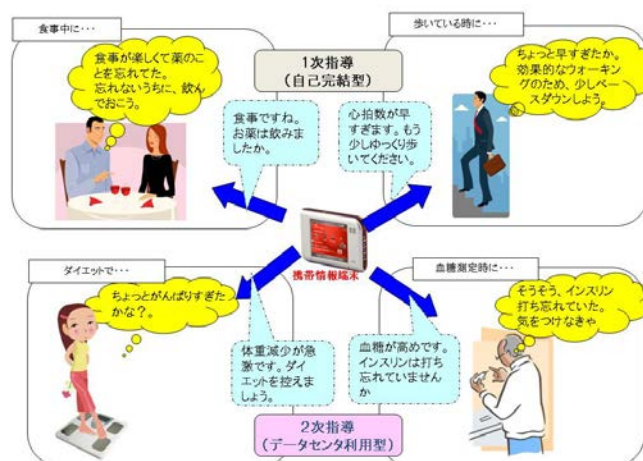 食事中に・・・
食事が楽しくて薬のこ
とを忘れてた。
忘れないうちに、飲ん
でおこう。
1次指導
(自己完結型)
食事ですね。
お薬は飲みま
したか。
歩いている時に・・・
ちょっと早すぎたか。
効果的なウォーキン
グのため、少しペー
スダウンしよう。
心拍数が早
すぎます。もう
少しゆっくり歩
いてください。
携帯情報端末
ダイエットで・・・
ちょっとがんばりすぎた
かな?。
体重減少が急
激です。ダイ
エットを控えま
しょう。
血糖測定時に・・・
そうそう、インスリン
打ち忘れていた。
気をつけなきゃ
血糖が高めです。
インスリンは打ち
忘れていません
か
2次指導
(データセンタ利用型)